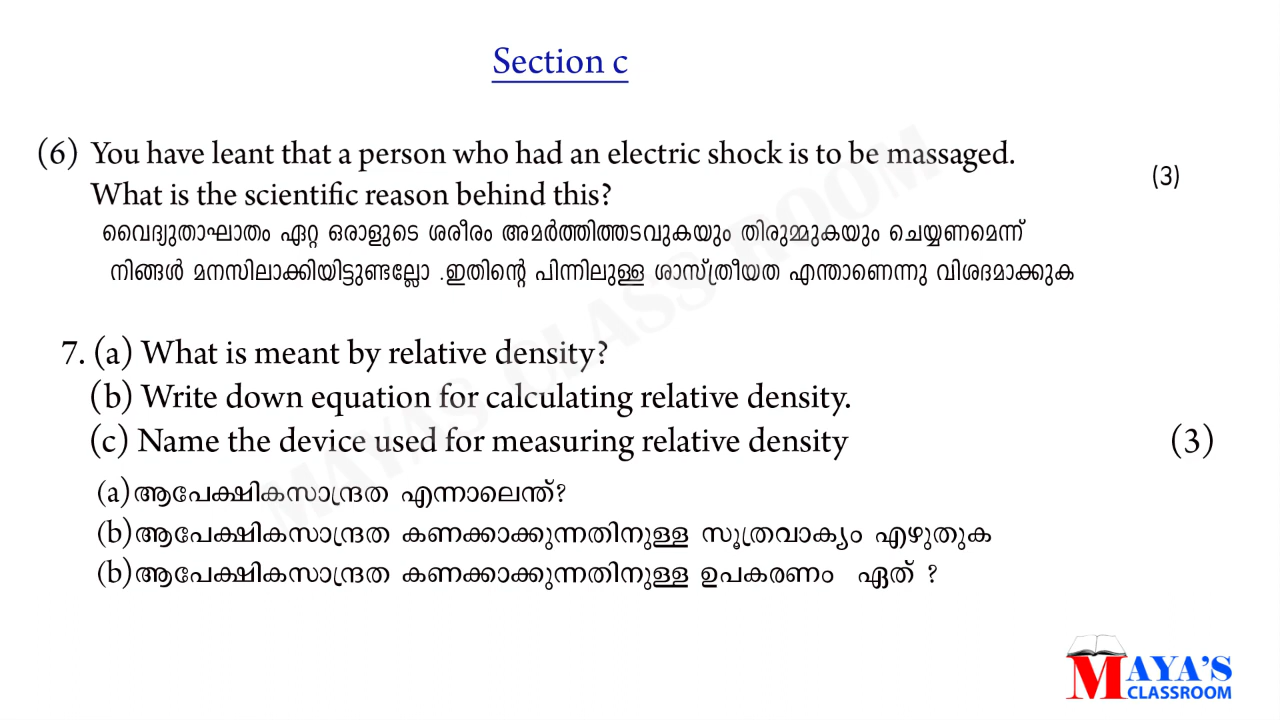 Section c
(6) You have leant that a person who had an electric shock is to be massaged.
(3)
What is the scientific reason behind this?
വൈദ്യുതാഘാതം ഏറ്റ ഒരാളുടെ ശരീരം അമർത്തിത്തടവുകയും തിരുമ്മുകയും ചെയ്യണമെന്ന്
നിങ്ങൾ മനസിലാക്കിയിട്ടുണ്ടല്ലോ .ഇതിന്റെ പിന്നിലുള്ള ശാസ്ത്രീയത എന്താണെന്നു വിശദമാക്കുക
7. (a) What is meant by relative density?
(b) Write down equation for calculating relative density.
(c) Name the device used for measuring relative density (3)
(a)ആപേക്ഷികസാന്ദ്രത എന്നാലെന്ത്?
(b)ആപേക്ഷികസാന്ദ്രത കണക്കാക്കുന്നതിനുള്ള സൂത്രവാക്യം എഴുതുക
(b)ആപേക്ഷികസാന്ദ്രത കണക്കാക്കുന്നതിനുള്ള ഉപകരണം ഏത് ?
MAYAS CLASS ROOM
MAYA'S
CLASSROOM